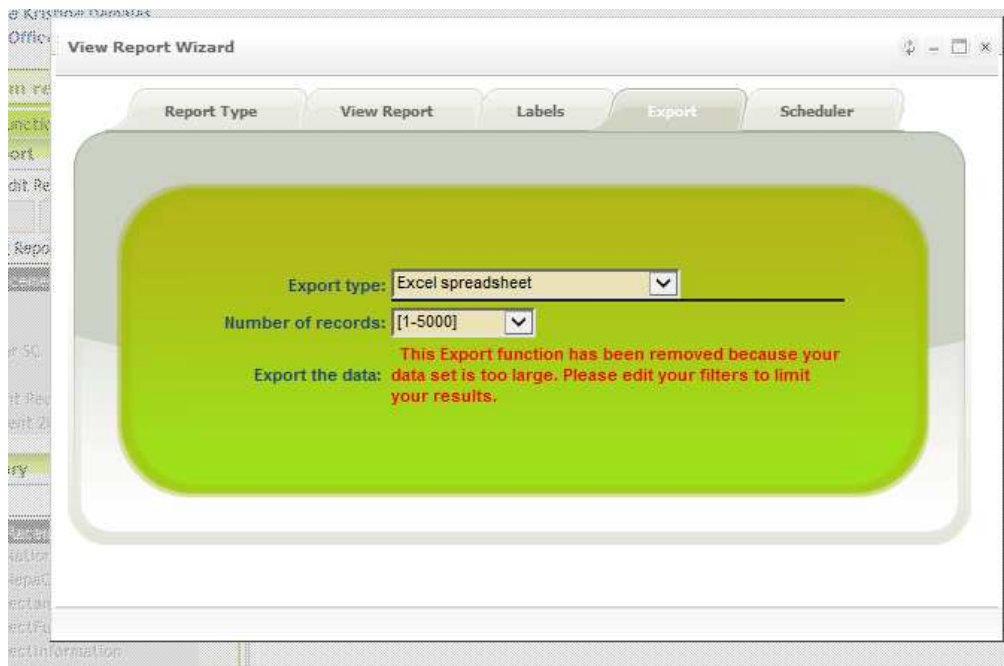 View Report Wizard
Report Type
View Report
Labels
Export
Scheduler
Export type:
Excel spreadsheet
Number of records:
[1-5000]
Export the data:
This Export function has been removed because your
data set is too large. Please edit your filters to limit
your results.